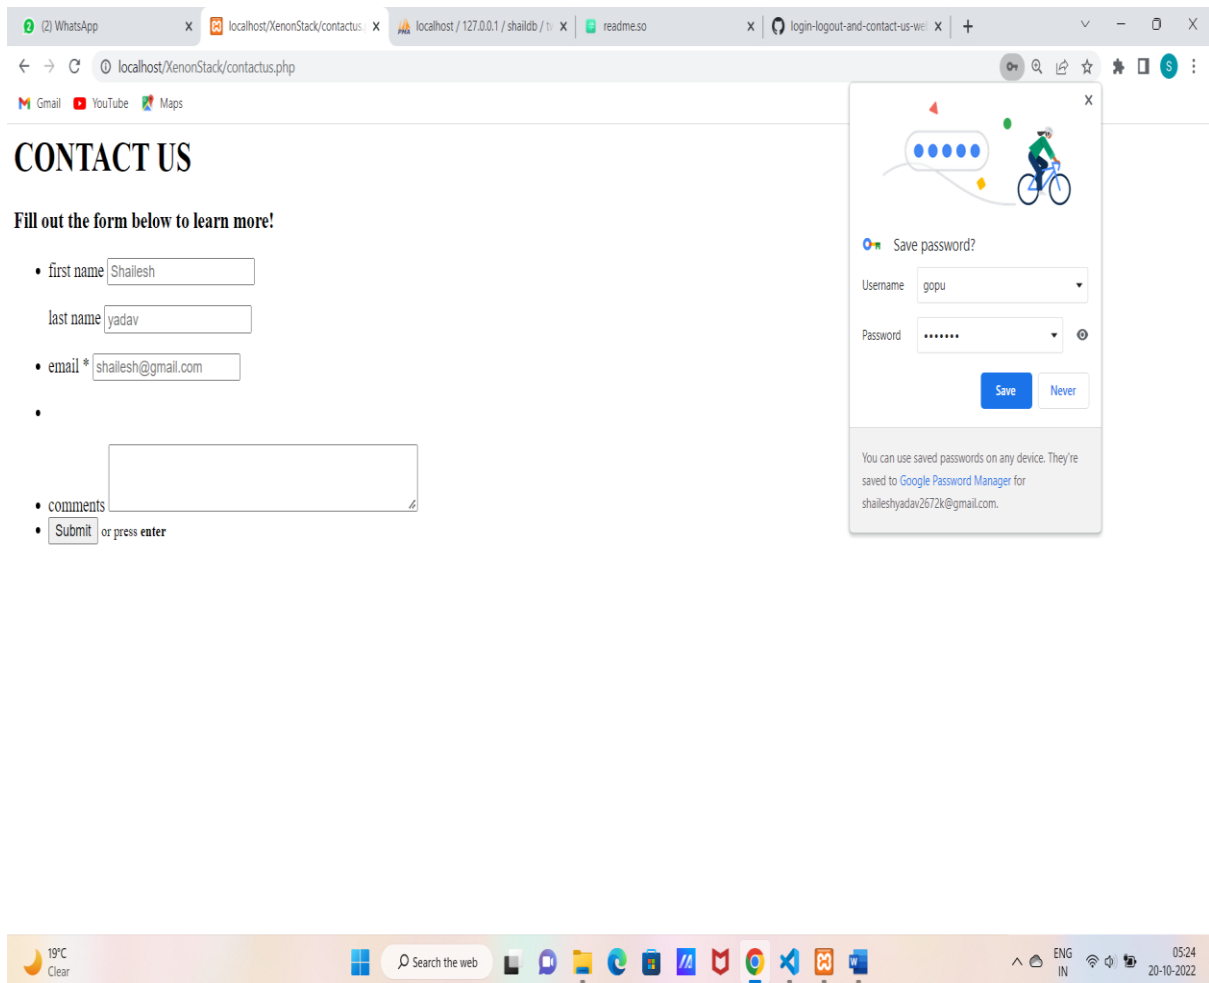 (2) WhatsApp
localhost/XenonStack/contactus.
localhost / 127.0.0.1 / shaildb / tv
readme.so
login-logout-and-contact-us-we
localhost/XenonStack/contactus.php
S
Gmail
YouTube
Maps
CONTACT US
Fill out the form below to learn more!
first name Shailesh
last name yadav
email * shailesh@gmail.com
comments
Submit or press enter
Save password?
Username gopu
Password •••••••
Save Never
You can use saved passwords on any device. They're
saved to Google Password Manager for
shaileshyadav2672k@gmail.com.
19°C
Clear
Search the web
ENG
IN
05:24
20-10-2022